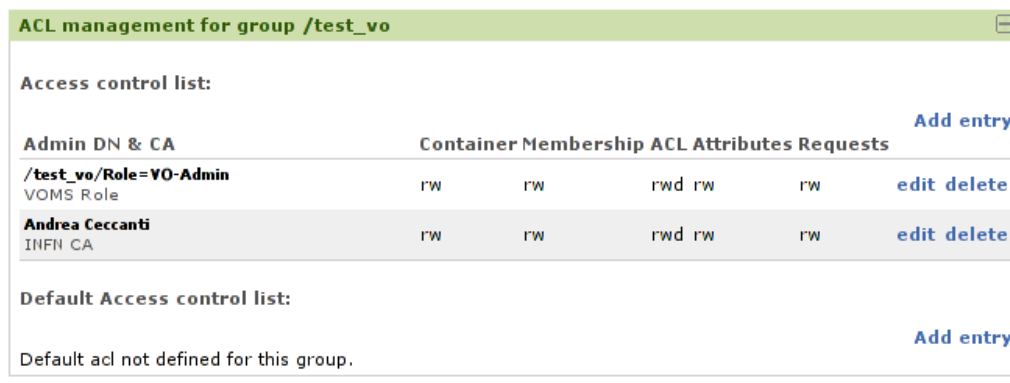 ACL management for group /test_vo
Access control list:
Add entry
Admin DN & CA Container Membership ACL Attributes Requests
/test_vo/Role=VO-Admin
VOMS Role
rw rw rwd rw rw edit delete
Andrea Ceccanti
INFN CA
rw rw rwd rw rw edit delete
Default Access control list:
Add entry
Default acl not defined for this group.